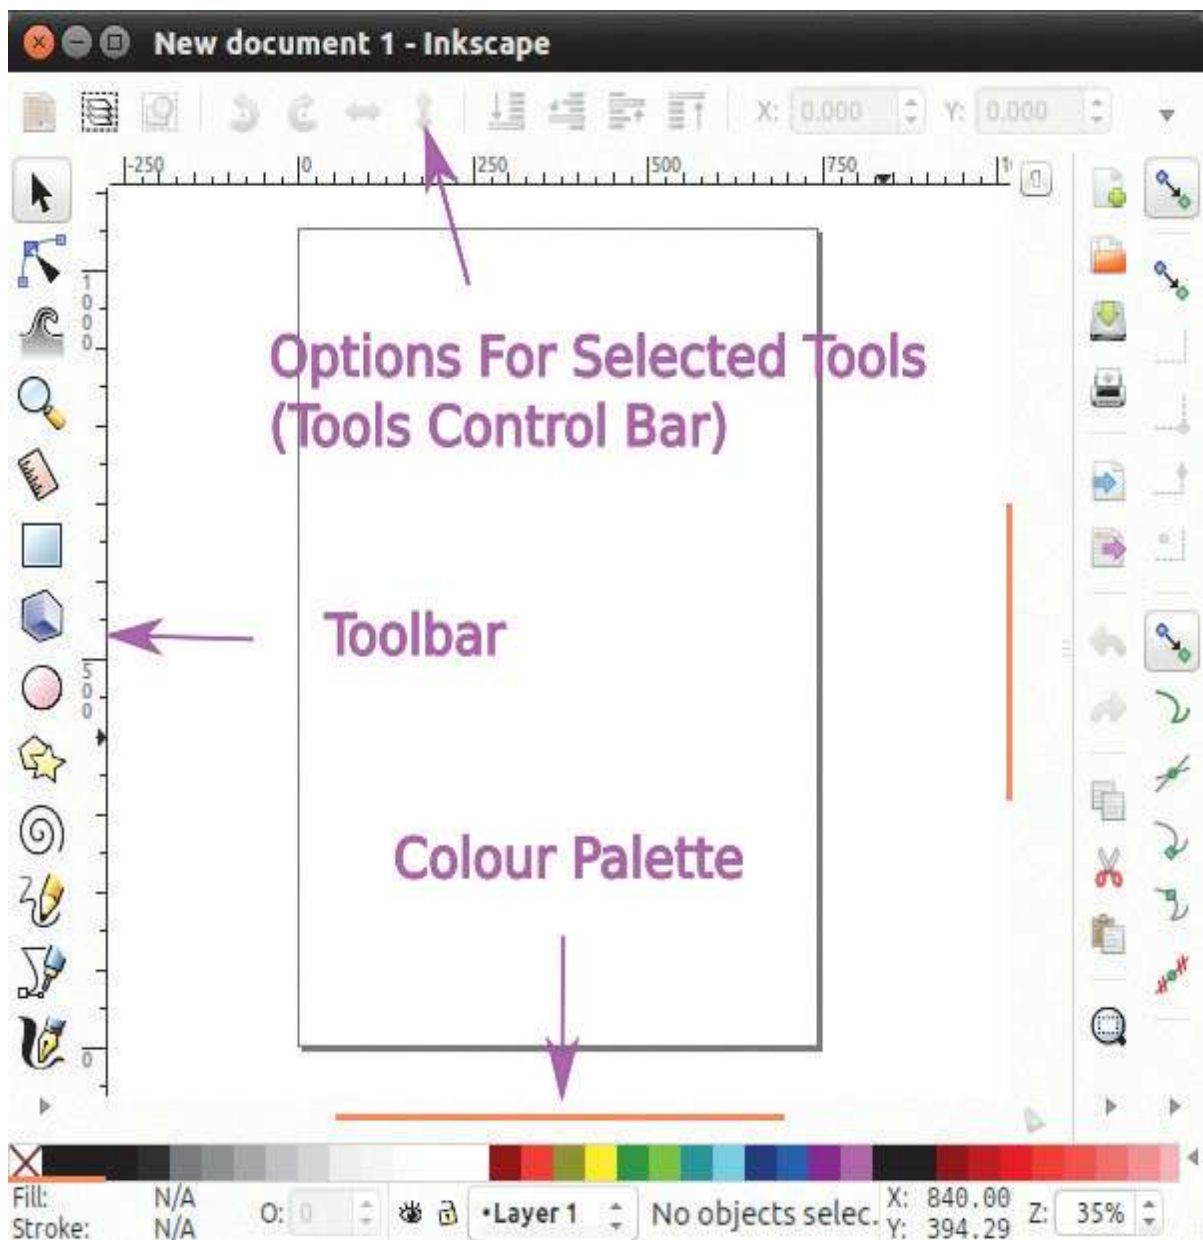 New document 1 - Inkscape
X: 0.000 Y: 0.000
-250 0 250 500 750 1
1000
Options For Selected Tools
(Tools Control Bar)
Toolbar
500
Colour Palette
0
Fill: N/A O: 0 •Layer 1 No objects selec. X: 840.00 Z: 35%
Stroke: N/A Y: 394.29